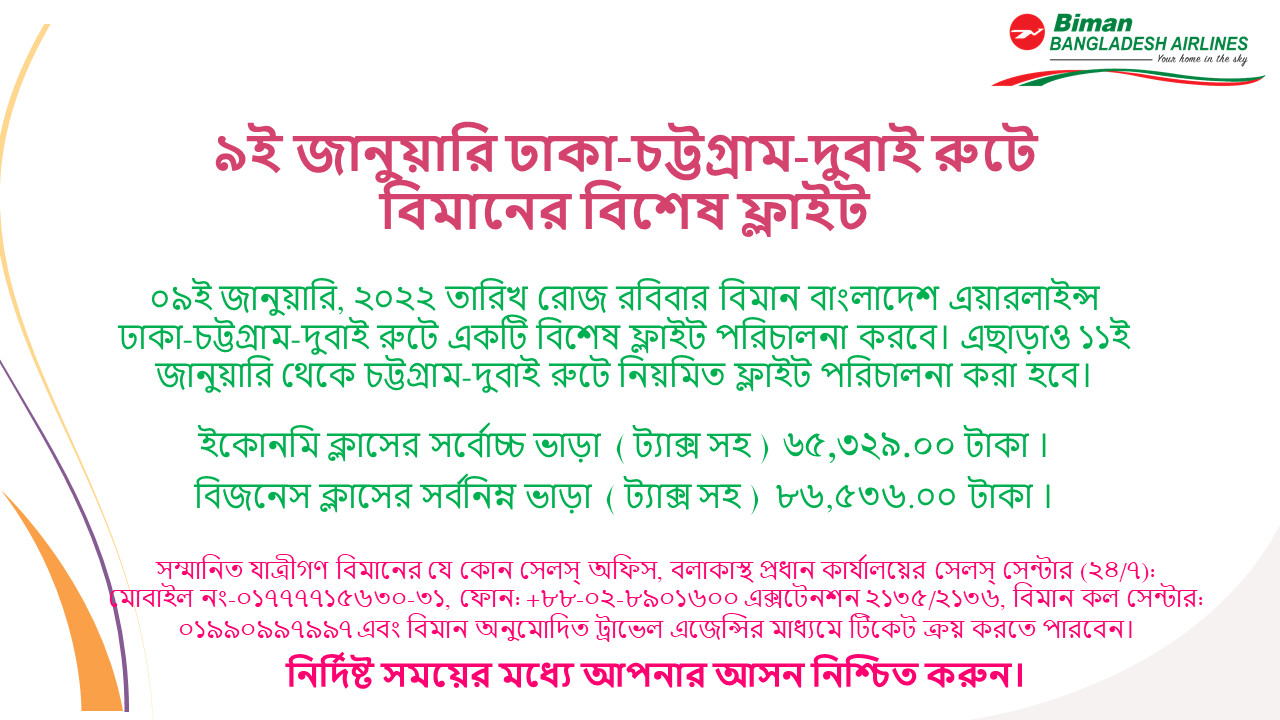 Biman
BANGLADESH AIRLINES
Your home in the sky
৯ই জানুয়ারি ঢাকা-চট্টগ্রাম-দুবাই রুটে
বিমানের বিশেষ ফ্লাইট
০৯ই জানুয়ারি, ২০২২ তারিখ রোজ রবিবার বিমান বাংলাদেশ এয়ারলাইন্স
ঢাকা-চট্টগ্রাম-দুবাই রুটে একটি বিশেষ ফ্লাইট পরিচালনা করবে। এছাড়াও ১১ই
জানুয়ারি থেকে চট্টগ্রাম-দুবাই রুটে নিয়মিত ফ্লাইট পরিচালনা করা হবে।
ইকোনমি ক্লাসের সর্বোচ্চ ভাড়া ( ট্যাক্স সহ ) ৬৫,৩২৯.০০ টাকা ।
বিজনেস ক্লাসের সর্বনিম্ন ভাড়া ( ট্যাক্স সহ ) ৮৬,৫৩৬.০০ টাকা ।
সম্মানিত যাত্রীগণ বিমানের যে কোন সেলস্ অফিস, বলাকাস্থ প্রধান কার্যালয়ের সেলস্ সেন্টার (২৪/৭):
মোবাইল নং-০১৭৭৭৭১৫৬৩০-৩১, ফোন: +৮৮-০২-৮৯০১৬০০ এক্সটেনশন ২১৩৫/২১৩৬, বিমান কল সেন্টার:
০১৯৯০৯৯৭৯৯৭ এবং বিমান অনুমোদিত ট্রাভেল এজেন্সির মাধ্যমে টিকেট ক্রয় করতে পারবেন।
নির্দিষ্ট সময়ের মধ্যে আপনার আসন নিশ্চিত করুন।